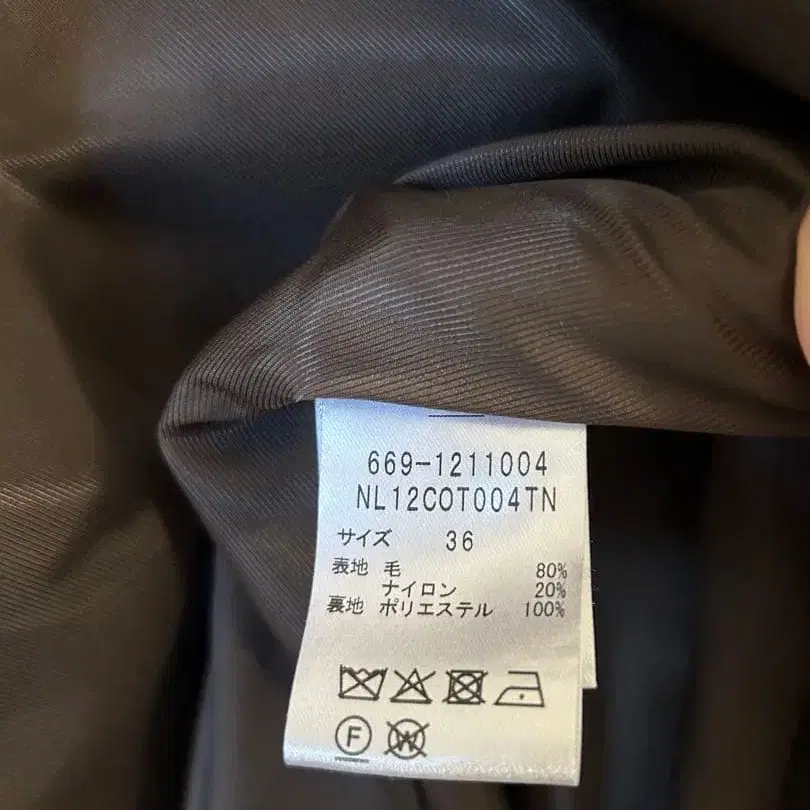 669-1211004
NL12COT004TN
サイズ 36
表地 毛 80%
ナイロン 20%
裏地 ポリエステル 100%
F W